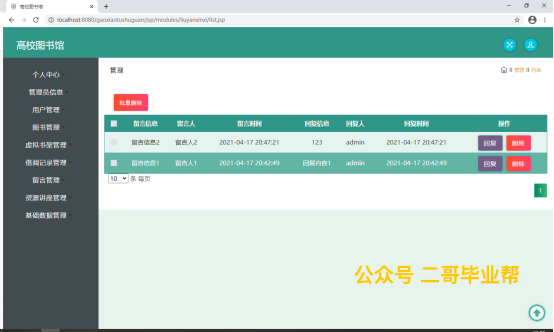 高校图书馆
localhost:8080/gaoxiaotushuguan/jsp/modules/liuyanxinxi/list.jsp
高校图书馆
个人中心
管理员信息
用户管理
图书管理
虚拟书架管理
借阅记录管理
留言管理
资源讲座管理
基础数据管理
管理
管理 列表
批量删除
留言信息 留言人 留言时间 回复信息 回复人 回复时间 操作
留言信息2 留言人2 2021-04-17 20:47:21 123 admin 2021-04-17 20:47:21 回复 删除
留言信息1 留言人1 2021-04-17 20:42:49 回复内容1 admin 2021-04-17 20:42:49 回复 删除
10 条 每页
1
公众号 二哥毕业帮